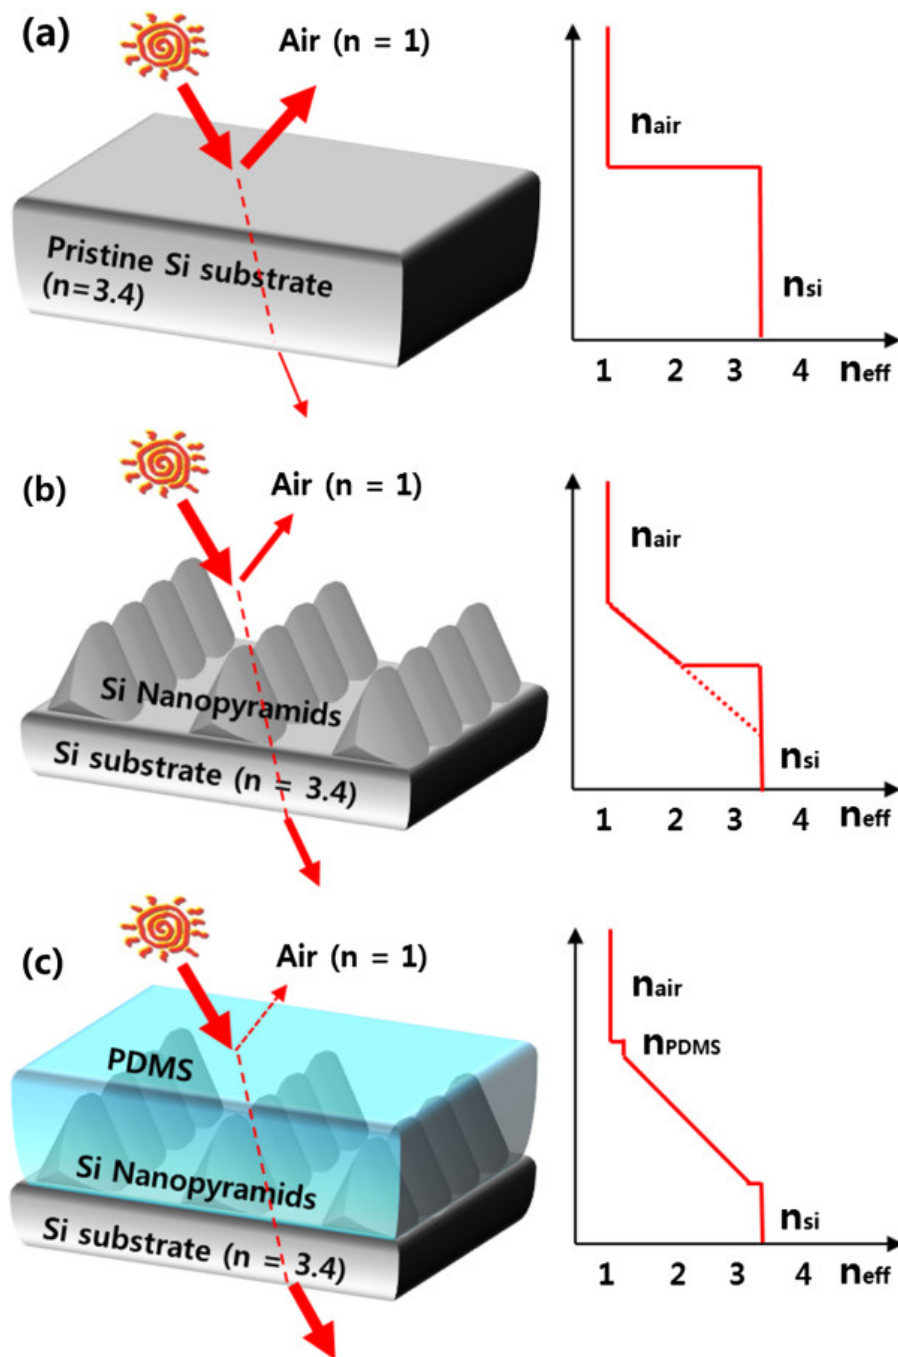 (a)
Air (n = 1)
Pristine Si substrate
(n=3.4)
nair
nsi
1 2 3 4 neff
(b)
Air (n = 1)
Si Nanopyramids
Si substrate (n = 3.4)
nair
nsi
1 2 3 4 neff
(c)
Air (n = 1)
PDMS
Si Nanopyramids
Si substrate (n = 3.4)
nair
nPDMS
nsi
1 2 3 4 neff